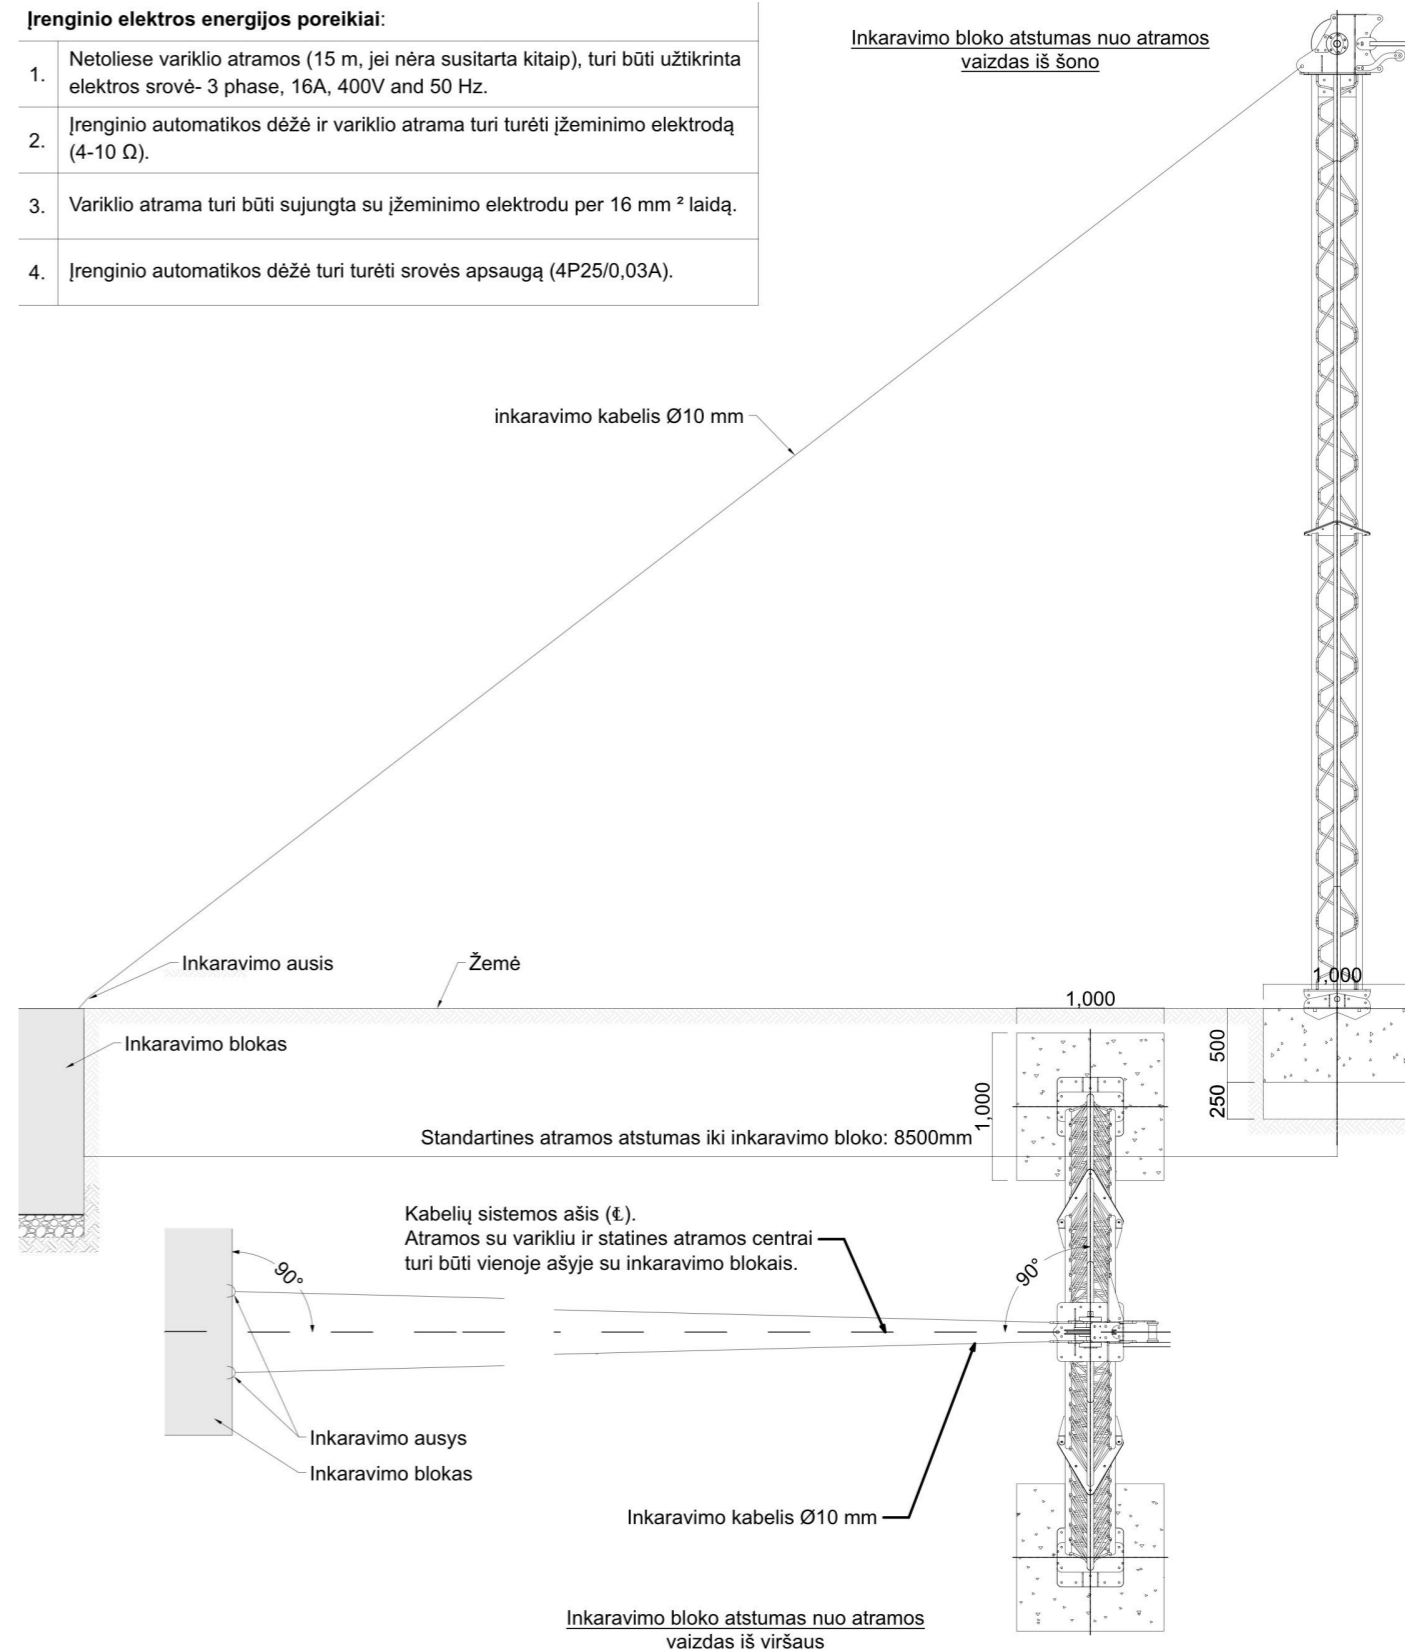 Įrenginio elektros energijos poreikiai:
1. Netoliese variklio atramos (15 m, jei nėra susitarta kitaip), turi būti užtikrinta
elektros srovė- 3 phase, 16A, 400V and 50 Hz.
2. Įrenginio automatikos dėžė ir variklio atrama turi turėti įžeminimo elektrodą
(4-10 Ω).
3. Variklio atrama turi būti sujungta su įžeminimo elektrodu per 16 mm ² laidą.
4. Įrenginio automatikos dėžė turi turėti srovės apsaugą (4P25/0,03A).
Inkaravimo bloko atstumas nuo atramos
vaizdas iš šono
inkaravimo kabelis Ø10 mm
Inkaravimo ausis
Žemė
1,000
1,000
Inkaravimo blokas
500
250
1,000
Standartines atramos atstumas iki inkaravimo bloko: 8500mm
Kabelių sistemos ašis (℄).
Atramos su varikliu ir statines atramos centrai
turi būti vienoje ašyje su inkaravimo blokais.
90°
90°
Inkaravimo ausys
Inkaravimo blokas
Inkaravimo kabelis Ø10 mm
Inkaravimo bloko atstumas nuo atramos
vaizdas iš viršaus